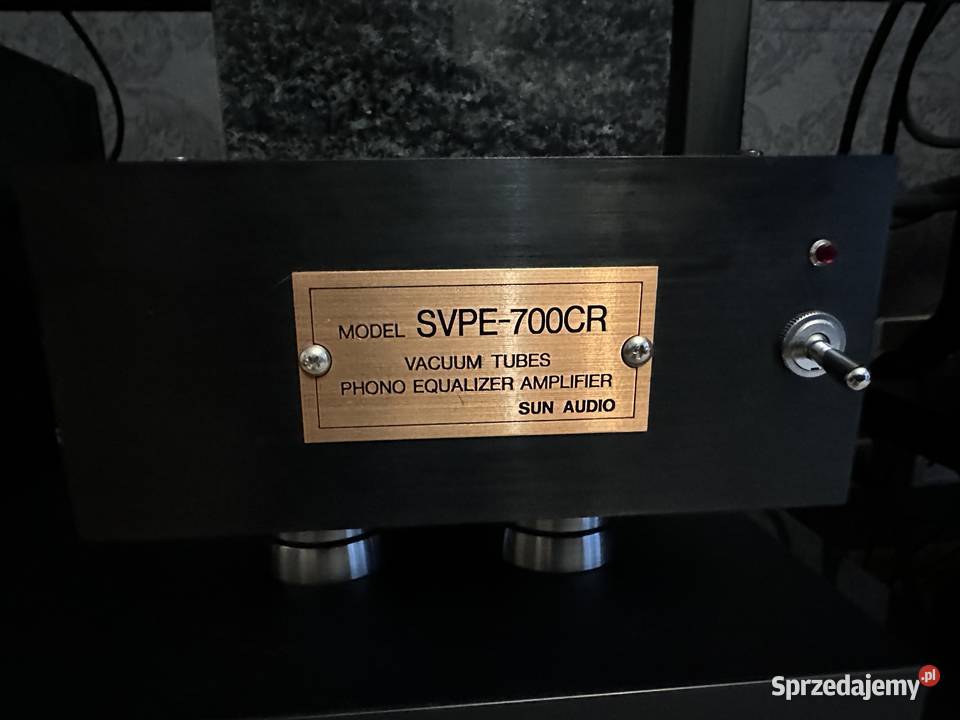 MODEL SVPE-700CR
VACUUM TUBES
PHONO EQUALIZER AMPLIFIER
SUN AUDIO
Sprzedajemy.pl